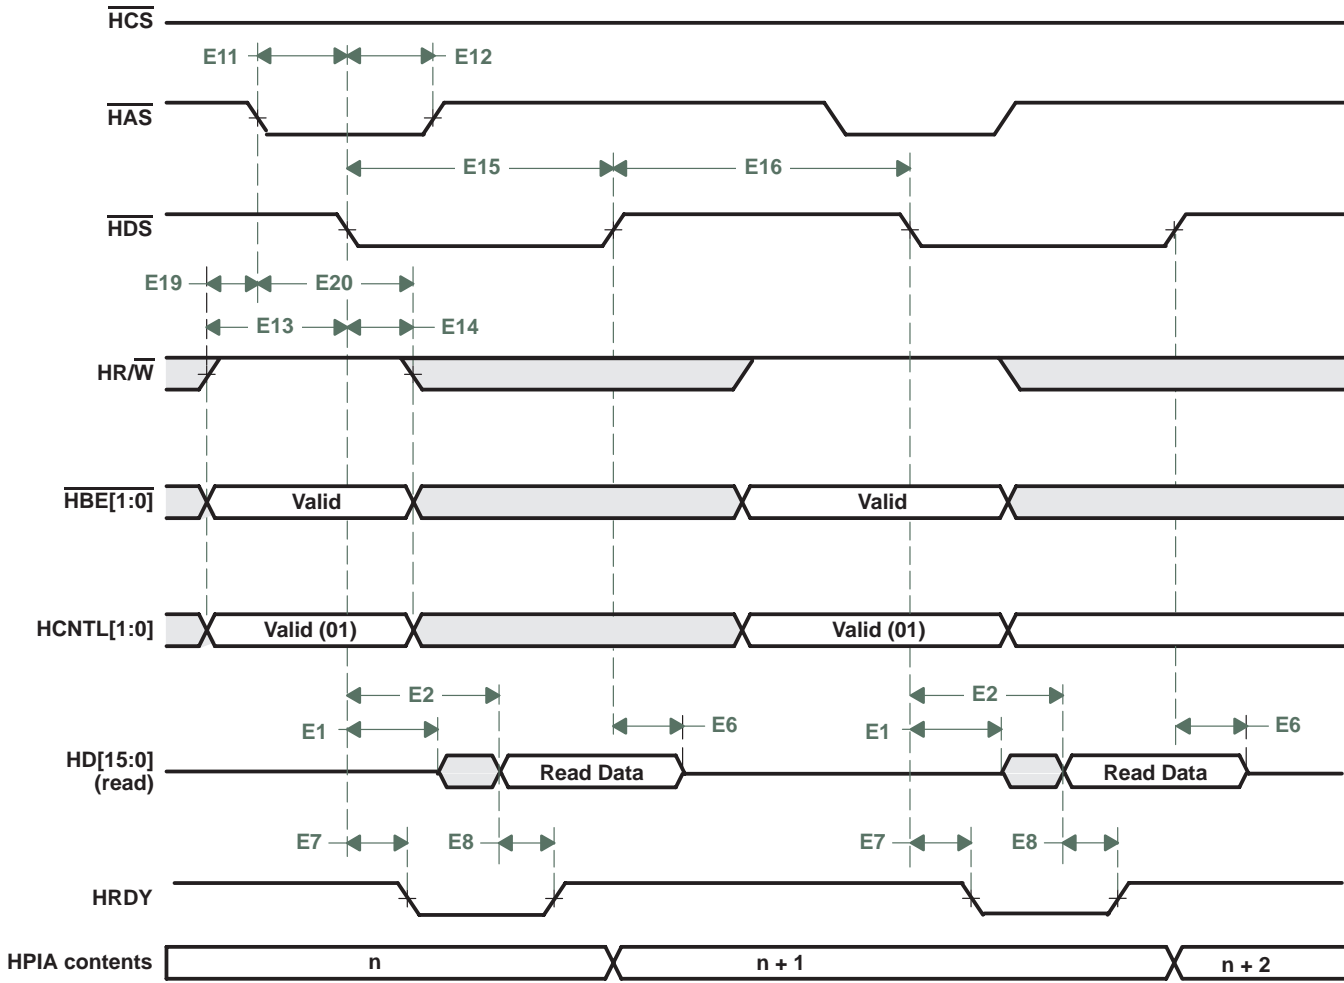 HCS
E11 E12
HAS
E15 E16
HDS
E19 E20
E13 E14
HR/W
HBE[1:0] Valid Valid
HCNTL[1:0] Valid (01) Valid (01)
E2 E2
E1 E6 E1 E6
HD[15:0]
(read) Read Data Read Data
E7 E8 E7 E8
HRDY
HPIA contents n n + 1 n + 2